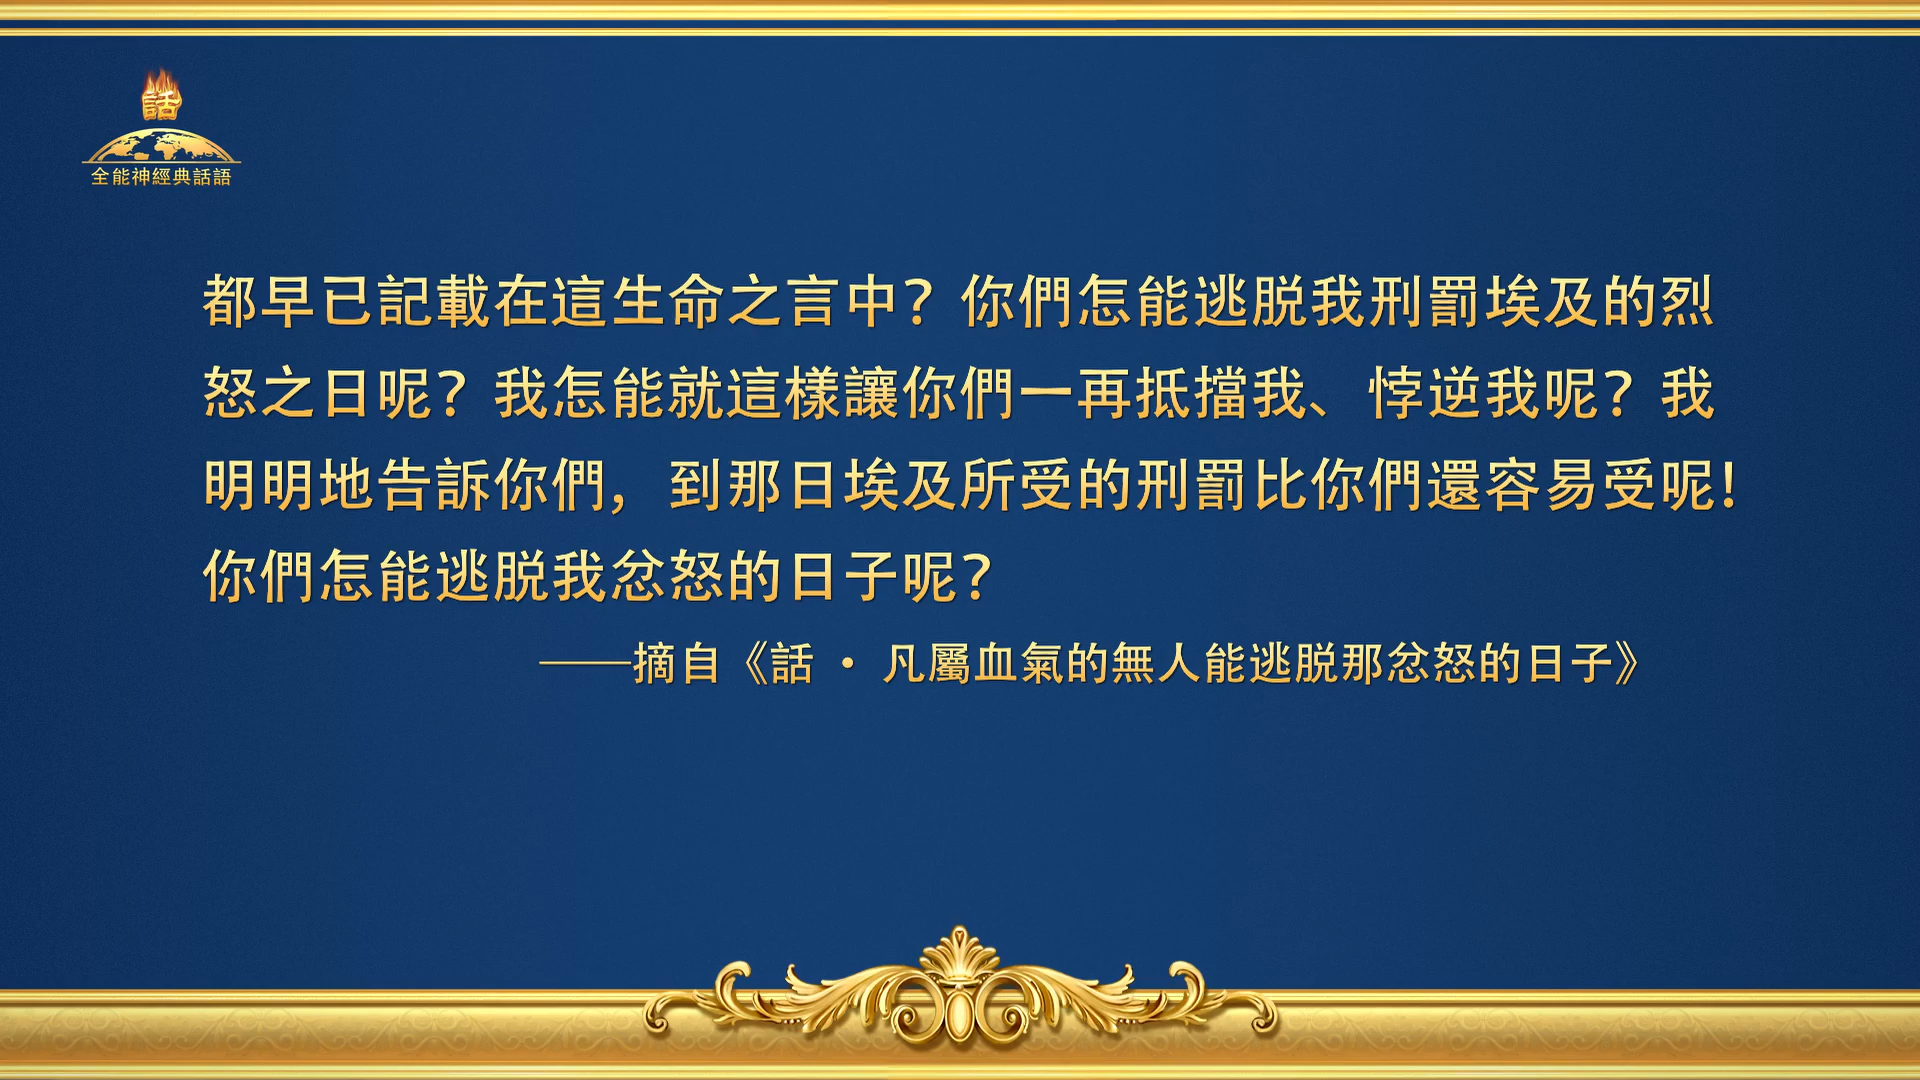 話
全能神經典話語
都早已記載在這生命之言中？你們怎能逃脱我刑罰埃及的烈
怒之日呢？我怎能就這樣讓你們一再抵擋我、悖逆我呢？我
明明地告訴你們，到那日埃及所受的刑罰比你們還容易受呢！
你們怎能逃脱我忿怒的日子呢？
——摘自《話 · 凡屬血氣的無人能逃脱那忿怒的日子》